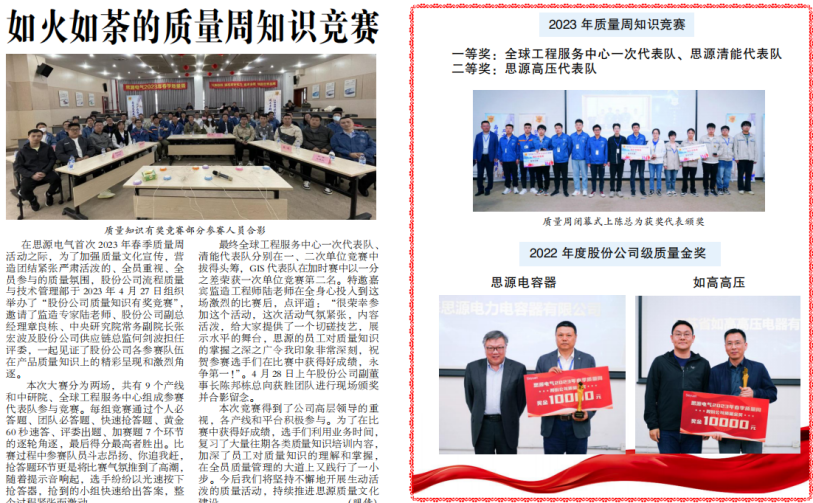 如火如荼的质量周知识竞赛
质量知识有奖竞赛部分参赛人员合影
在思源电气首次 2023 年春季质量周
活动之际，为了加强质量文化宣传，营
造团结紧张严肃活泼的、全员重视、全
员参与的质量氛围，股份公司流程质量
与技术管理部于 2023 年 4 月 27 日组织
举办了“股份公司质量知识有奖竞赛”，
邀请了监造专家陆老师、股份公司副总
经理章良栋、中央研究院常务副院长张
宏波及股份公司供应链总监何剑波担任
评委，一起见证了股份公司各参赛队伍
在产品质量知识上的精彩呈现和激烈角
逐。
本次大赛分为两场，共有 9 个产线
和中研院、全球工程服务中心组成参赛
代表队参与竞赛。每组竞赛通过个人必
答题、团队必答题、快速抢答题、黄金
60 秒速答、评委出题、加赛题 7 个环节
的逐轮角逐，最后得分最高者胜出。比
赛过程中参赛队员斗志昂扬、你追我赶，
抢答题环节更是将比赛气氛推到了高潮，
随着提示音响起，选手纷纷以光速按下
抢答器，抢到的小组快速给出答案，整
个过程紧张而激动。
最终全球工程服务中心一次代表队、
清能代表队分别在一、二次单位竞赛中
拔得头筹，GIS 代表队在加时赛中以一分
之差荣获一次单位竞赛第二名。特邀嘉
宾监造工程师陆老师在全身心投入到这
场激烈的比赛后，点评道：“很荣幸参
加这个活动，这次活动气氛紧张，内容
活泼，给大家提供了一个切磋技艺，展
示水平的舞台，思源的员工对质量知识
的掌握之深之广令我印象非常深刻，祝
贺参赛选手们在比赛中获得好成绩，永
争第一！”。4 月 28 日上午股份公司副董
事长陈邦栋总向获胜团队进行现场颁奖
并合影留念。
本次竞赛得到了公司高层领导的重
视，各产线和平台积极参与。为了在比
赛中获得好成绩，选手们利用业余时间，
复习了大量往期各类质量知识培训内容，
加深了员工对质量知识的理解和掌握，
在全员质量管理的大道上又践行了一小
步。今后我们将坚持不懈地开展生动活
泼的质量活动，持续推进思源质量文化
建设。
2023 年质量周知识竞赛
一等奖：全球工程服务中心一次代表队、思源清能代表队
二等奖：思源高压代表队
质量周闭幕式上陈总为获奖代表颁奖
2022 年度股份公司级质量金奖
思源电容器
如高高压
思源电力电容器有限公司
思源电气2023年春季质量周
奖金 10000 元
高压电器有
思源电气2023年春季质量周
奖金 10000 元